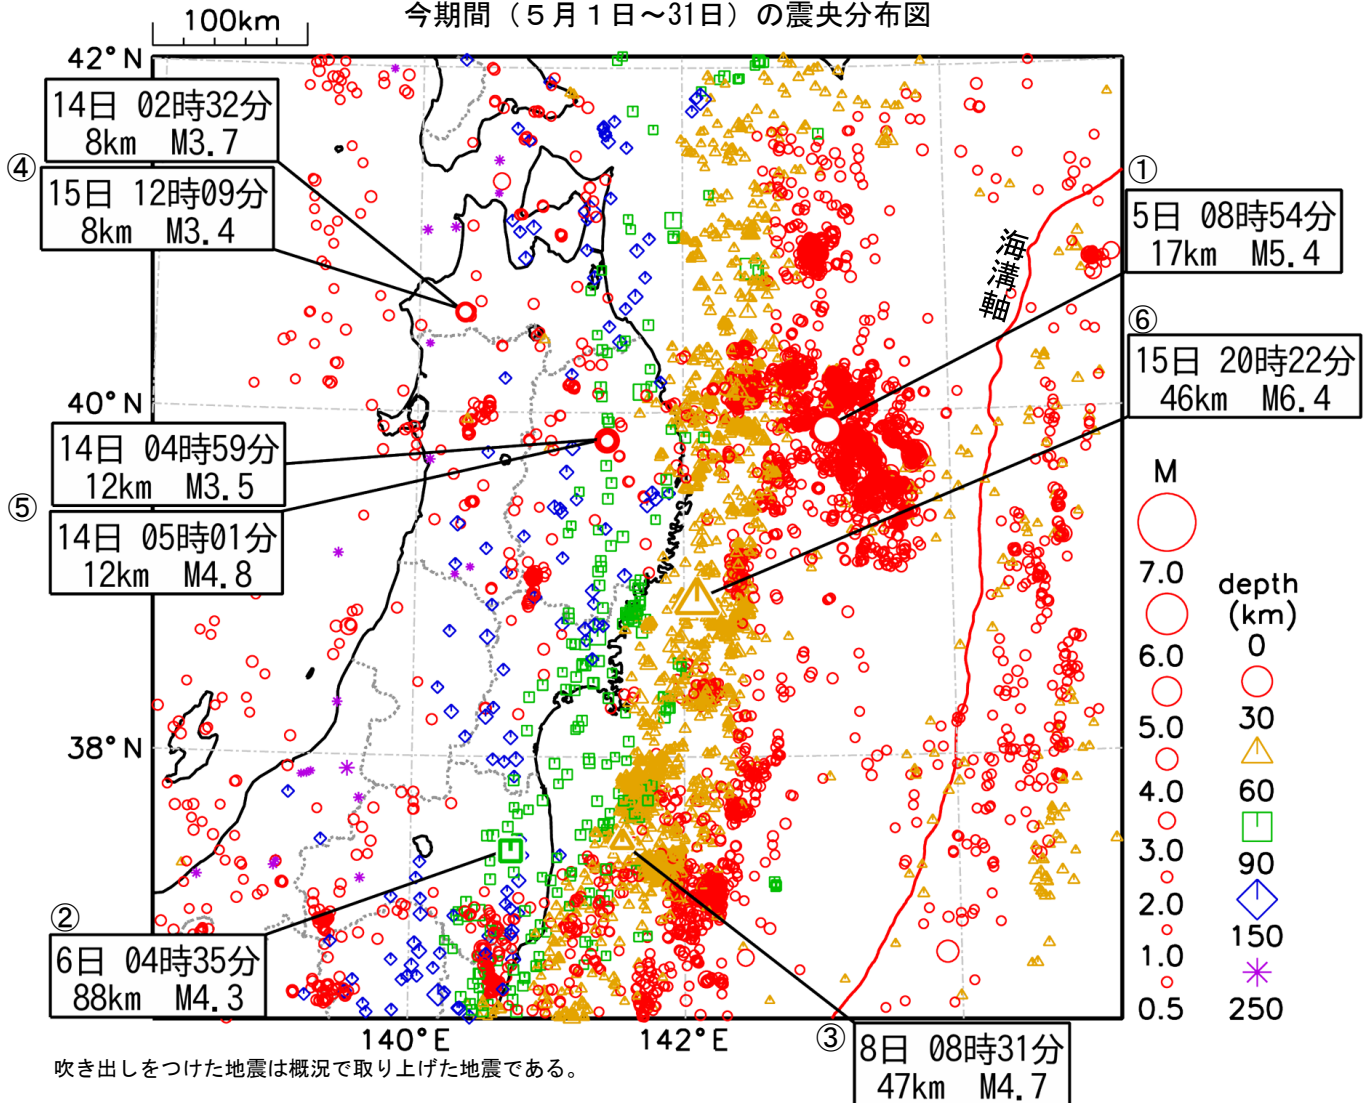 今期間（５月１日～31日）の震央分布図
100km
42°N
14日 02時32分
8km M3.7
④
15日 12時09分
8km M3.4
①
5日 08時54分
17km M5.4
海溝軸
⑥
15日 20時22分
46km M6.4
40°N
14日 04時59分
12km M3.5
⑤
14日 05時01分
12km M4.8
M
7.0
6.0
5.0
4.0
3.0
2.0
1.0
0.5
depth
(km)
0
30
60
90
150
250
38°N
②
6日 04時35分
88km M4.3
140°E
142°E
③
8日 08時31分
47km M4.7
吹き出しをつけた地震は概況で取り上げた地震である。